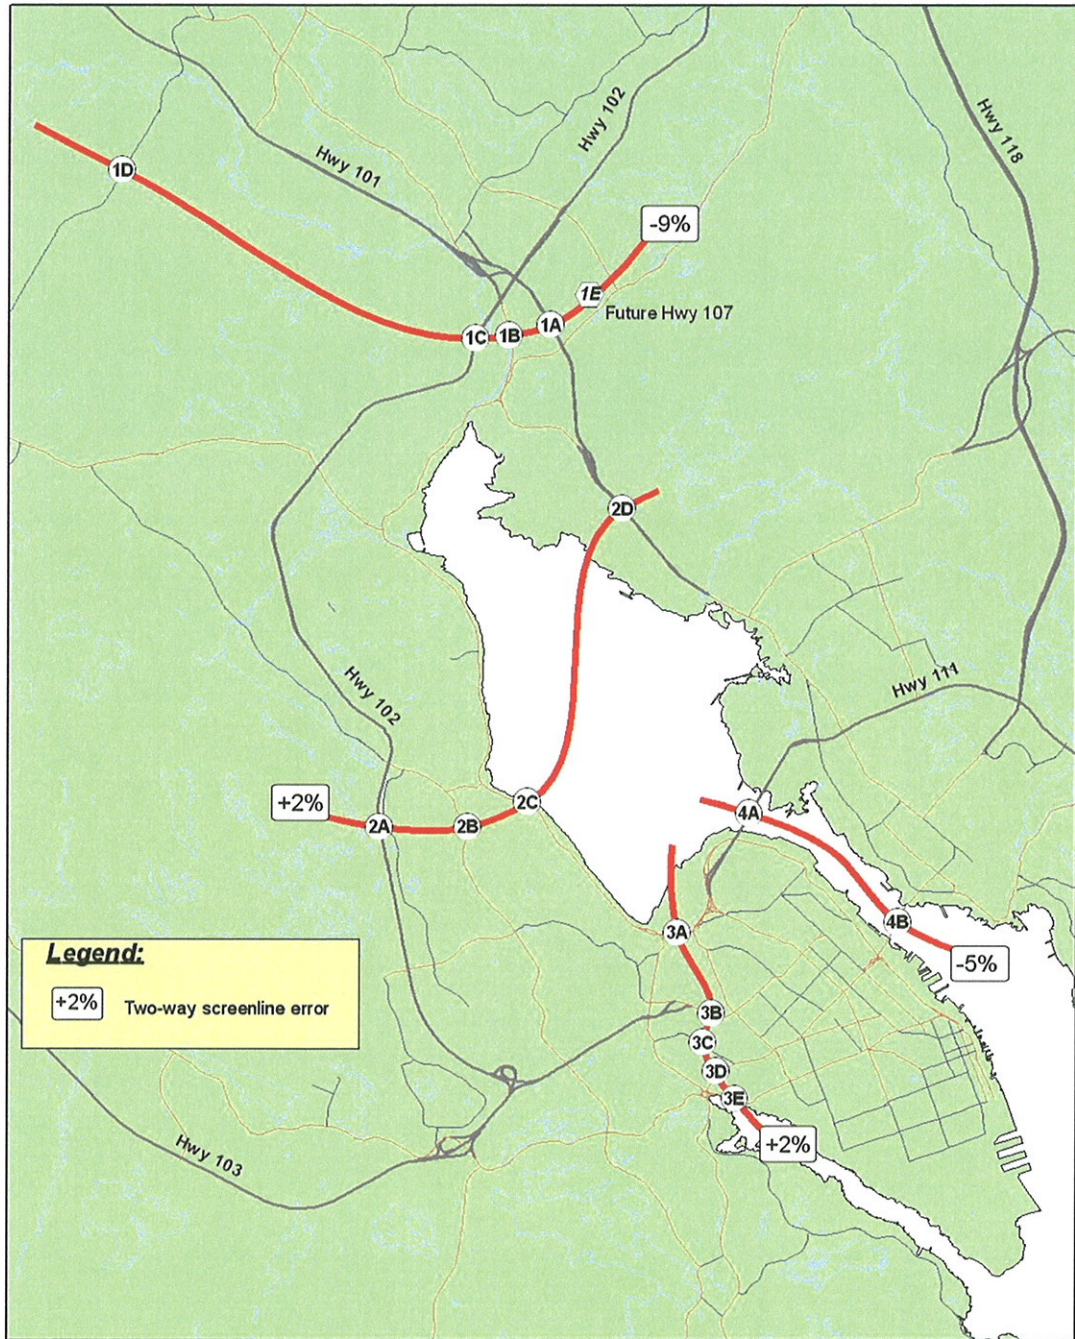 Hwy 102
Hwy 118
Hwy 101
1D
-9%
1E
Future Hwy 107
1A
1B
1C
2D
Hwy 111
Hwy 102
+2%
2A
2B
2C
4A
4B
-5%
3A
3B
3C
3D
3E
+2%
Legend:
+2% Two-way screenline error
Hwy 103